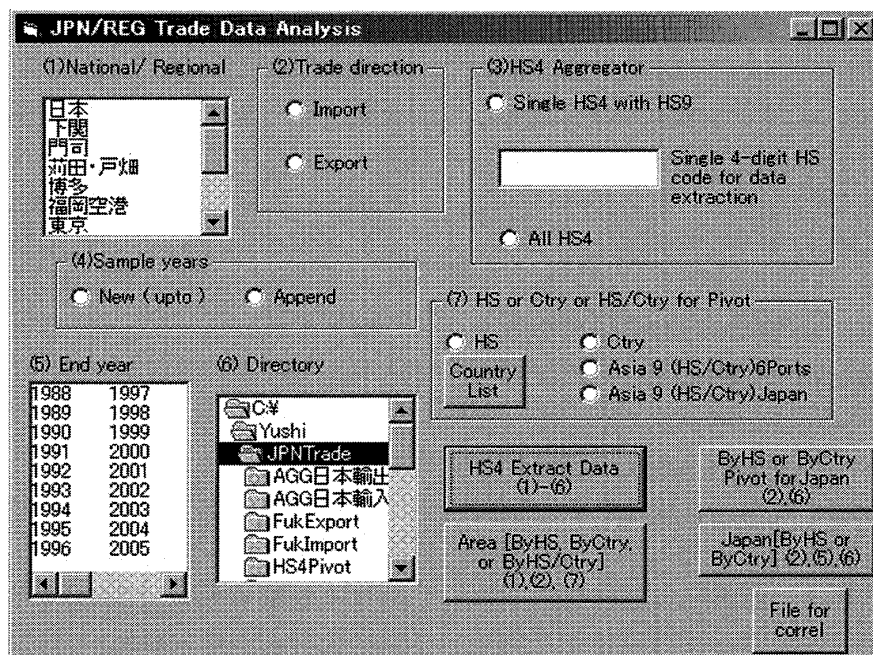 JPN/REG Trade Data Analysis
(1)National/ Regional
日本
下関
門司
苅田・戸畑
博多
福岡空港
東京
(2)Trade direction
Import
Export
(3)HS4 Aggregator
Single HS4 with HS9
Single 4-digit HS
code for data
extraction
All HS4
(4)Sample years
New ( upto )
Append
(5) End year
1988 1997
1989 1998
1990 1999
1991 2000
1992 2001
1993 2002
1994 2003
1995 2004
1996 2005
(6) Directory
C:¥
Yushi
JPNTrade
AGG日本輸出
AGG日本輸入
FukExport
FukImport
HS4Pivot
(7) HS or Ctry or HS/Ctry for Pivot
HS
Country
List
Ctry
Asia 9 (HS/Ctry)6Ports
Asia 9 (HS/Ctry)Japan
HS4 Extract Data
(1)-(6)
ByHS or ByCtry
Pivot for Japan
(2),(6)
Area [ByHS, ByCtry,
or ByHS/Ctry]
(1),(2), (7)
Japan[ByHS or
ByCtry] (2),(5),(6)
File for
correl